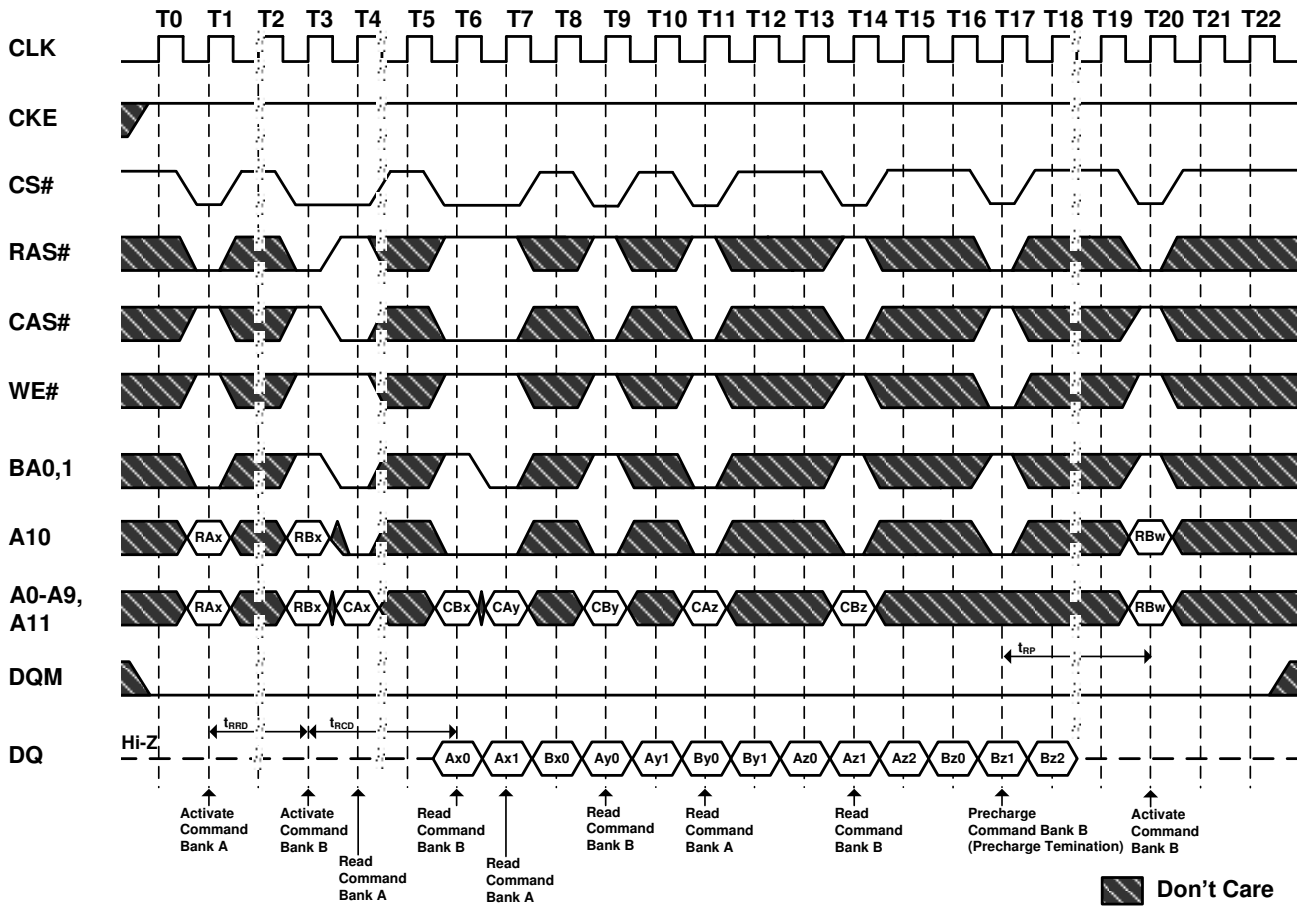 T0 T1 T2 T3 T4 T5 T6 T7 T8 T9 T10 T11 T12 T13 T14 T15 T16 T17 T18 T19 T20 T21 T22
CLK
CKE
CS#
RAS#
CAS#
WE#
BA0,1
A10 RAx RBx RBw
A0-A9,
A11
RAx RBx CAx CBx CAy CBy CAz CBz RBw
tRP
DQM
tRRD tRCD
Hi-Z
DQ Ax0 Ax1 Bx0 Ay0 Ay1 By0 By1 Az0 Az1 Az2 Bz0 Bz1 Bz2
Activate
Command
Bank A
Activate
Command
Bank B
Read
Command
Bank A
Read
Command
Bank B
Read
Command
Bank A
Read
Command
Bank B
Read
Command
Bank A
Read
Command
Bank B
Precharge
Command Bank B
(Precharge Temination)
Activate
Command
Bank B
Don't Care